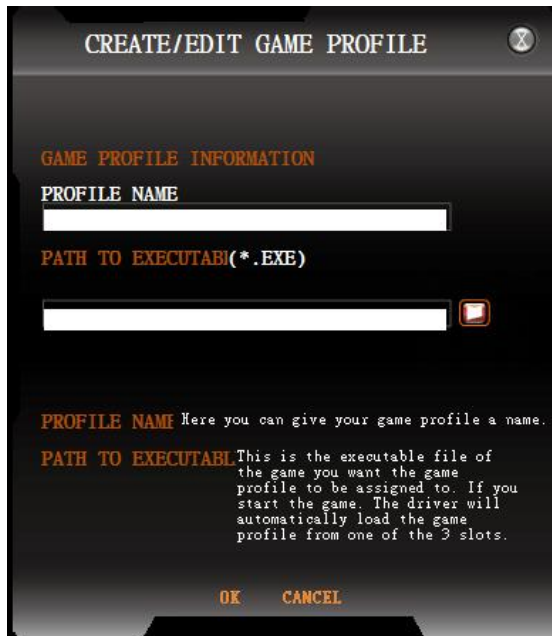 CREATE/EDIT GAME PROFILE
X
GAME PROFILE INFORMATION
PROFILE NAME
PATH TO EXECUTABI(*.EXE)
PROFILE NAME Here you can give your game profile a name.
PATH TO EXECUTABL This is the executable file of
the game you want the game
profile to be assigned to. If you
start the game. The driver will
automatically load the game
profile from one of the 3 slots.
OK CANCEL